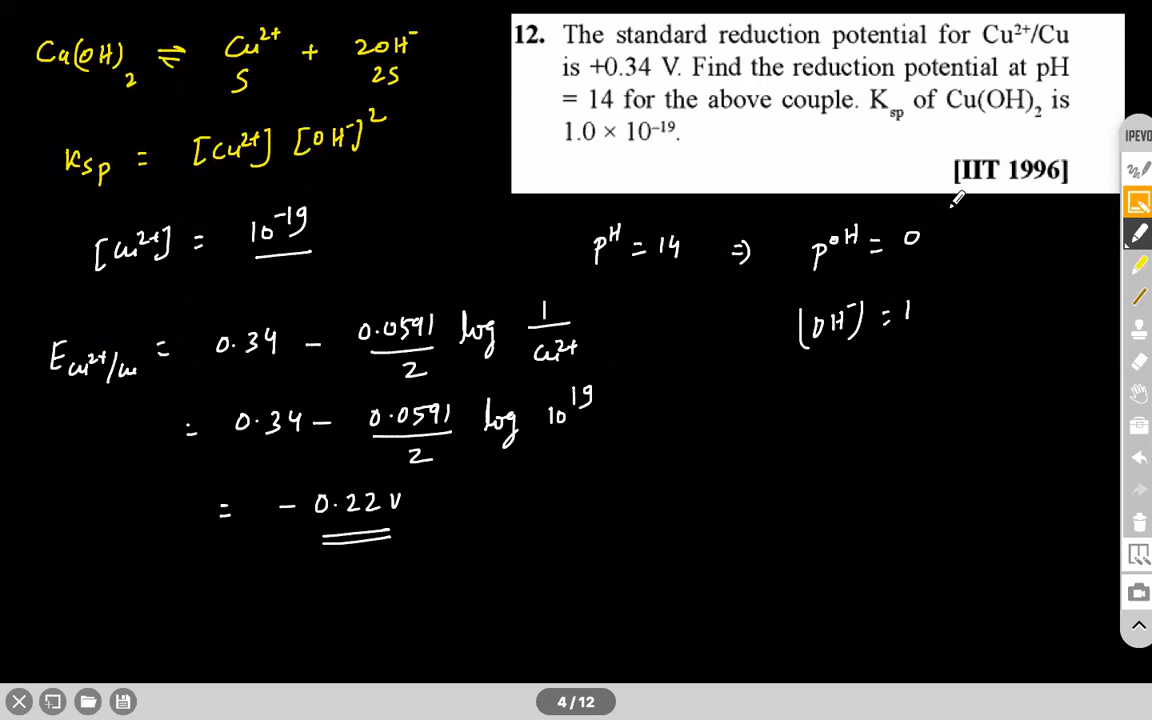 Cu(OH)2 ⇌ Cu²⁺ + 2OH⁻
S 2S
Ksp = [Cu²⁺] [OH⁻]²
12. The standard reduction potential for Cu²⁺/Cu
is +0.34 V. Find the reduction potential at pH
= 14 for the above couple. Ksp of Cu(OH)2 is
1.0 × 10⁻¹⁹.
[IIT 1996]
[Cu²⁺] = 10⁻¹⁹
pH = 14 ⇒ pOH = 0
[OH⁻] = 1
E Cu²⁺/Cu = 0.34 − 0.0591/2 log 1/Cu²⁺
= 0.34 − 0.0591/2 log 10¹⁹
= − 0.22 V
IPEVO
4 / 12